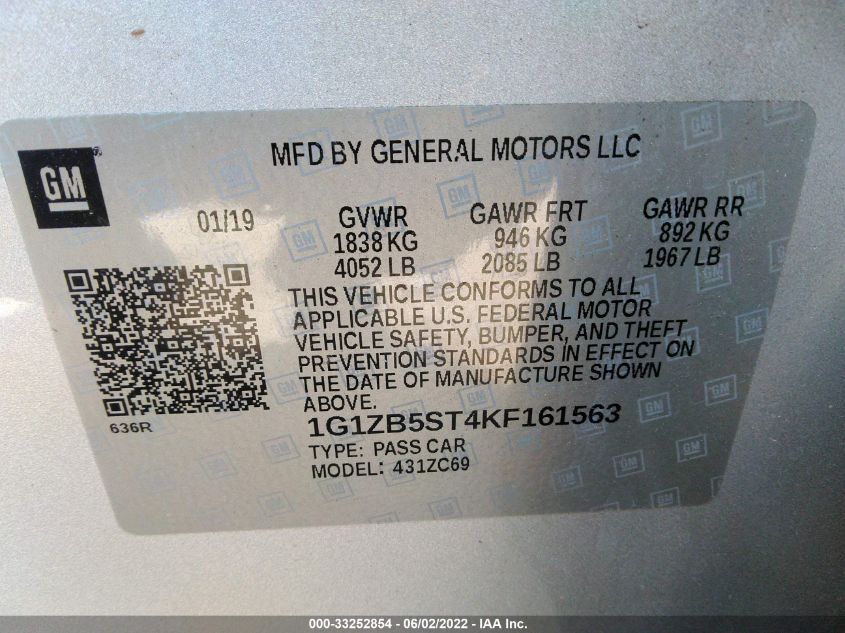 MFD BY GENERAL MOTORS LLC
GM
01/19 GVWR GAWR FRT GAWR RR
1838 KG 946 KG 892 KG
4052 LB 2085 LB 1967 LB
THIS VEHICLE CONFORMS TO ALL
APPLICABLE U.S. FEDERAL MOTOR
VEHICLE SAFETY, BUMPER, AND THEFT
PREVENTION STANDARDS IN EFFECT ON
THE DATE OF MANUFACTURE SHOWN
ABOVE.
636R
1G1ZB5ST4KF161563
TYPE: PASS CAR
MODEL: 431ZC69
000-33252854 - 06/02/2022 - IAA Inc.